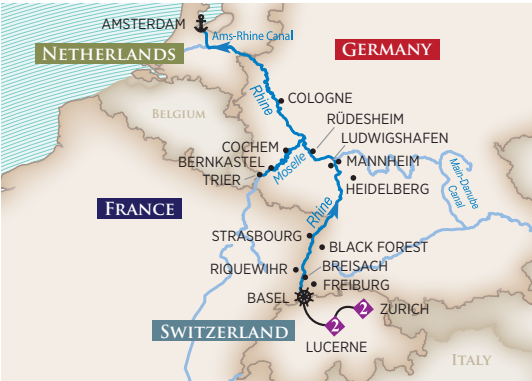 AMSTERDAM
Ams-Rhine Canal
NETHERLANDS
GERMANY
Rhine
COLOGNE
BELGIUM
RÜDESHEIM
LUDWIGSHAFEN
COCHEM
BERNKASTEL
Moselle
MANNHEIM
TRIER
HEIDELBERG
Main-Danube
Canal
FRANCE
Rhine
STRASBOURG
BLACK FOREST
RIQUEWIHR
BREISACH
FREIBURG
BASEL
2
ZURICH
2
SWITZERLAND
LUCERNE
ITALY